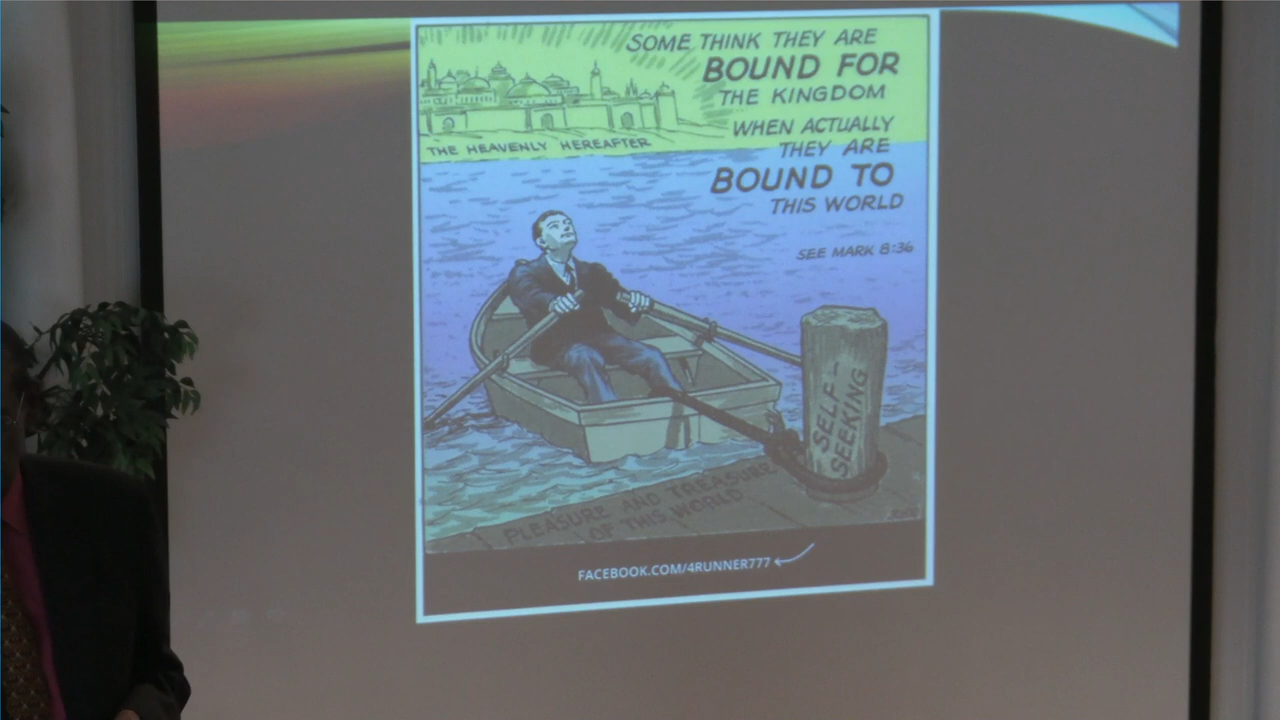 SOME THINK THEY ARE
BOUND FOR
THE KINGDOM
WHEN ACTUALLY
THEY ARE
BOUND TO
THIS WORLD
THE HEAVENLY HEREAFTER
SEE MARK 8:36
SELF-
SEEKING
PLEASURE AND TREASURE
OF THIS WORLD
FACEBOOK.COM/4RUNNER777